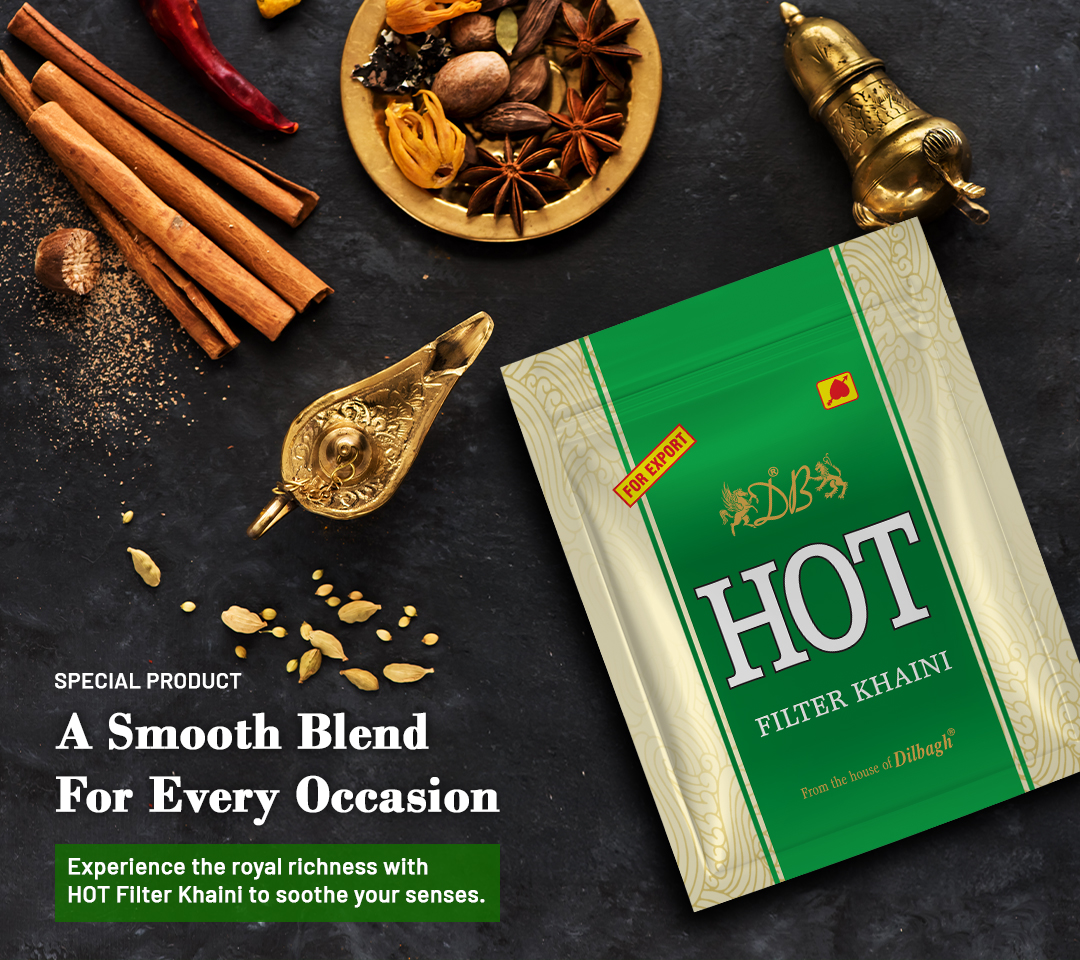 SPECIAL PRODUCT
A Smooth Blend
For Every Occasion
Experience the royal richness with
HOT Filter Khaini to soothe your senses.
FOR EXPORT
DB®
HOT
FILTER KHAINI
From the house of Dilbagh®